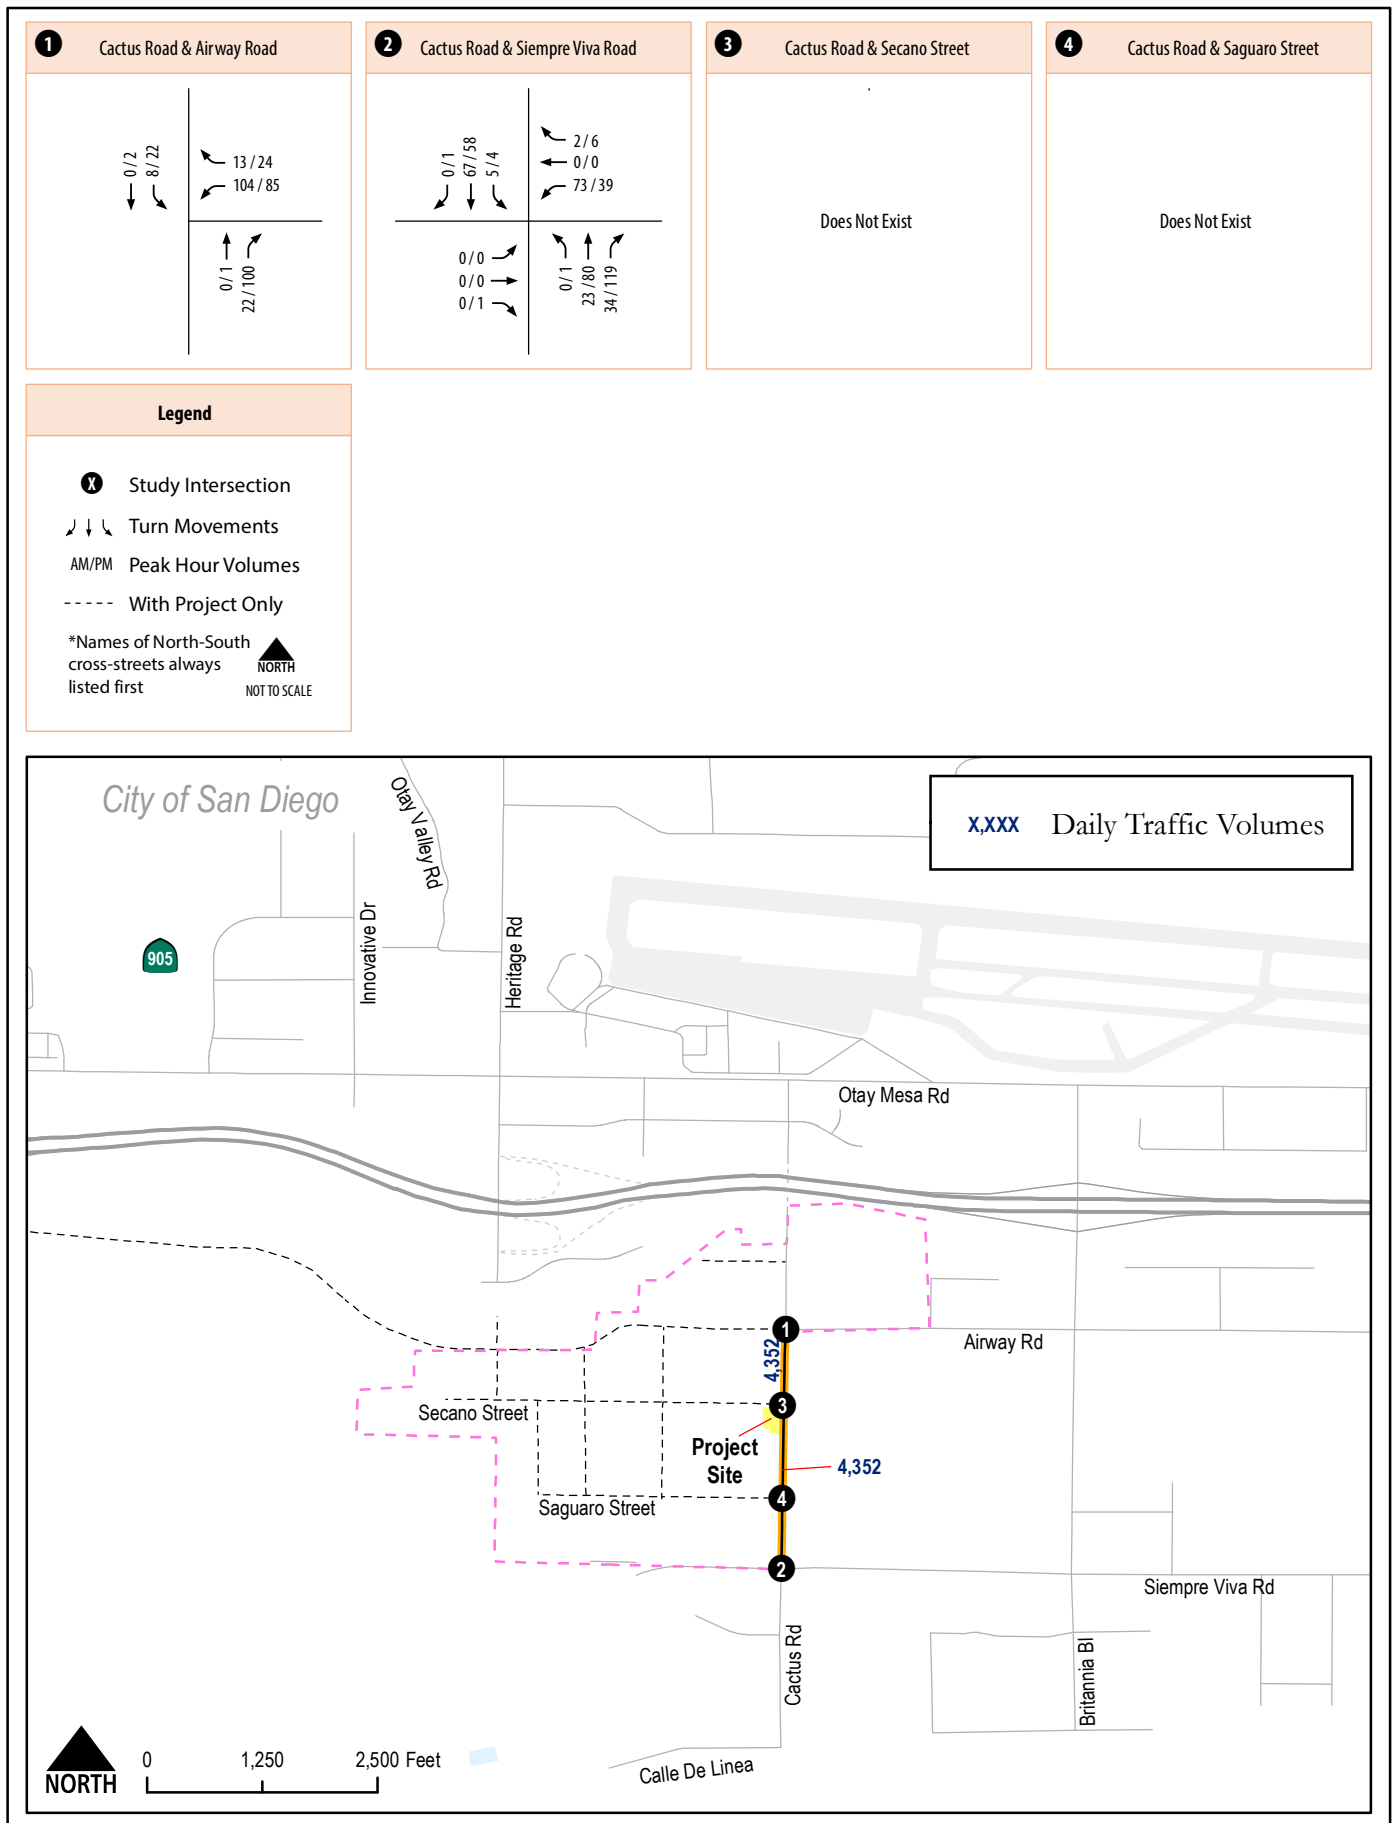 1 Cactus Road & Airway Road
0 / 2
8 / 22
13 / 24
104 / 85
0 / 1
22 / 100
2 Cactus Road & Siempre Viva Road
0 / 1
67 / 58
5 / 4
2 / 6
0 / 0
73 / 39
0 / 0
0 / 0
0 / 1
0 / 1
23 / 80
34 / 119
3 Cactus Road & Secano Street
Does Not Exist
4 Cactus Road & Saguaro Street
Does Not Exist
Legend
X Study Intersection
Turn Movements
AM/PM Peak Hour Volumes
With Project Only
*Names of North-South
cross-streets always
listed first
NORTH
NOT TO SCALE
City of San Diego
X,XXX Daily Traffic Volumes
Otay Valley Rd
Innovative Dr
Heritage Rd
905
Otay Mesa Rd
1
Airway Rd
4,352
3
Secano Street
Project
Site
4,352
4
Saguaro Street
2
Siempre Viva Rd
Cactus Rd
Britannia Bl
Calle De Linea
NORTH
0 1,250 2,500 Feet